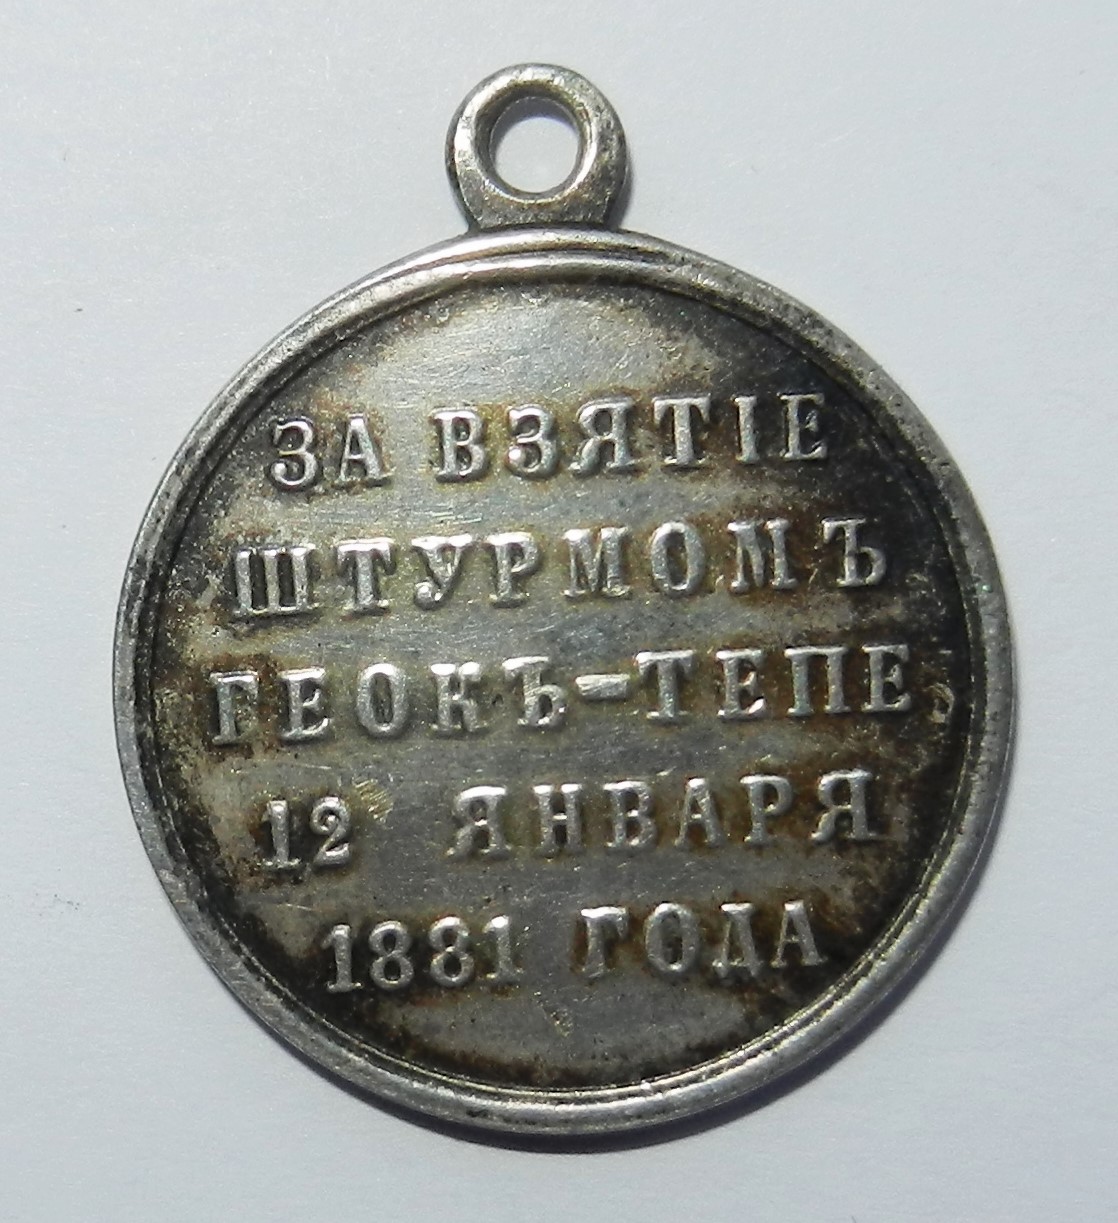 ЗА ВЗЯТІЕ
ШТУРМОМЪ
ГЕОКЪ-ТЕПЕ
12 ЯНВАРЯ
1881 ГОДА